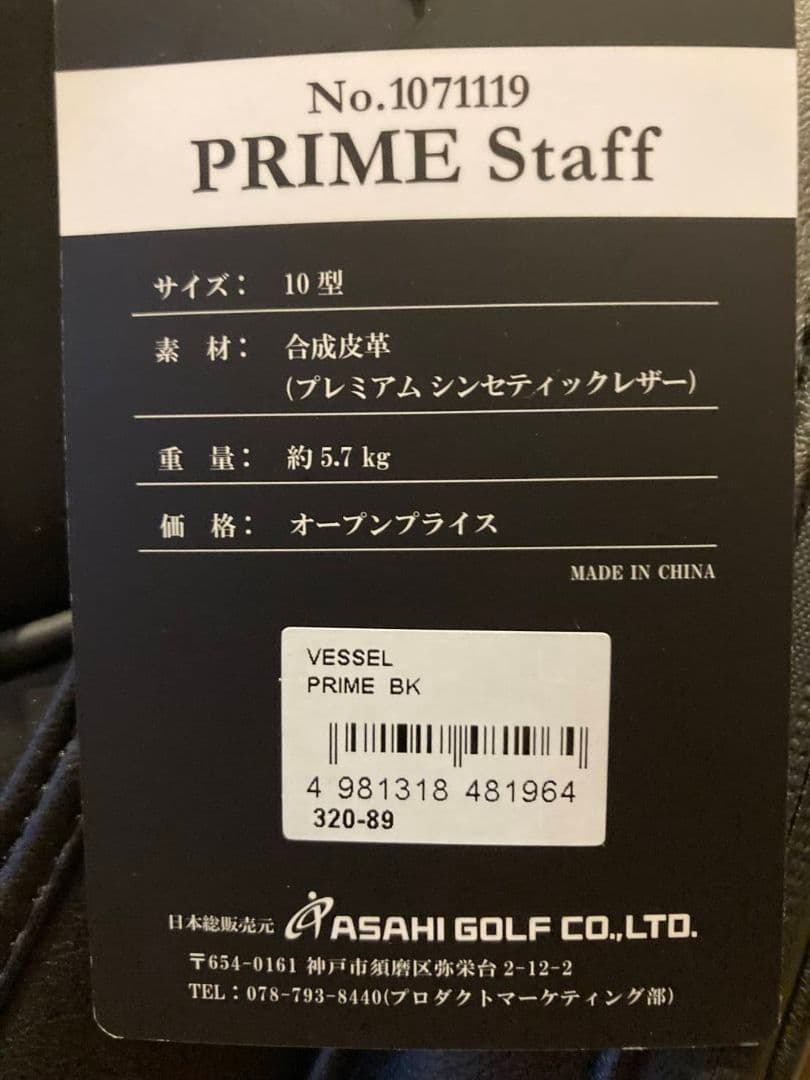 No.1071119
PRIME Staff
サイズ： 10 型
素 材： 合成皮革
(プレミアム シンセティックレザー)
重 量： 約 5.7 kg
価 格： オープンプライス
MADE IN CHINA
VESSEL
PRIME BK
4 981318 481964
320-89
日本総販売元 ASAHI GOLF CO.,LTD.
〒654-0161 神戸市須磨区弥栄台 2-12-2
TEL：078-793-8440(プロダクトマーケティング部)